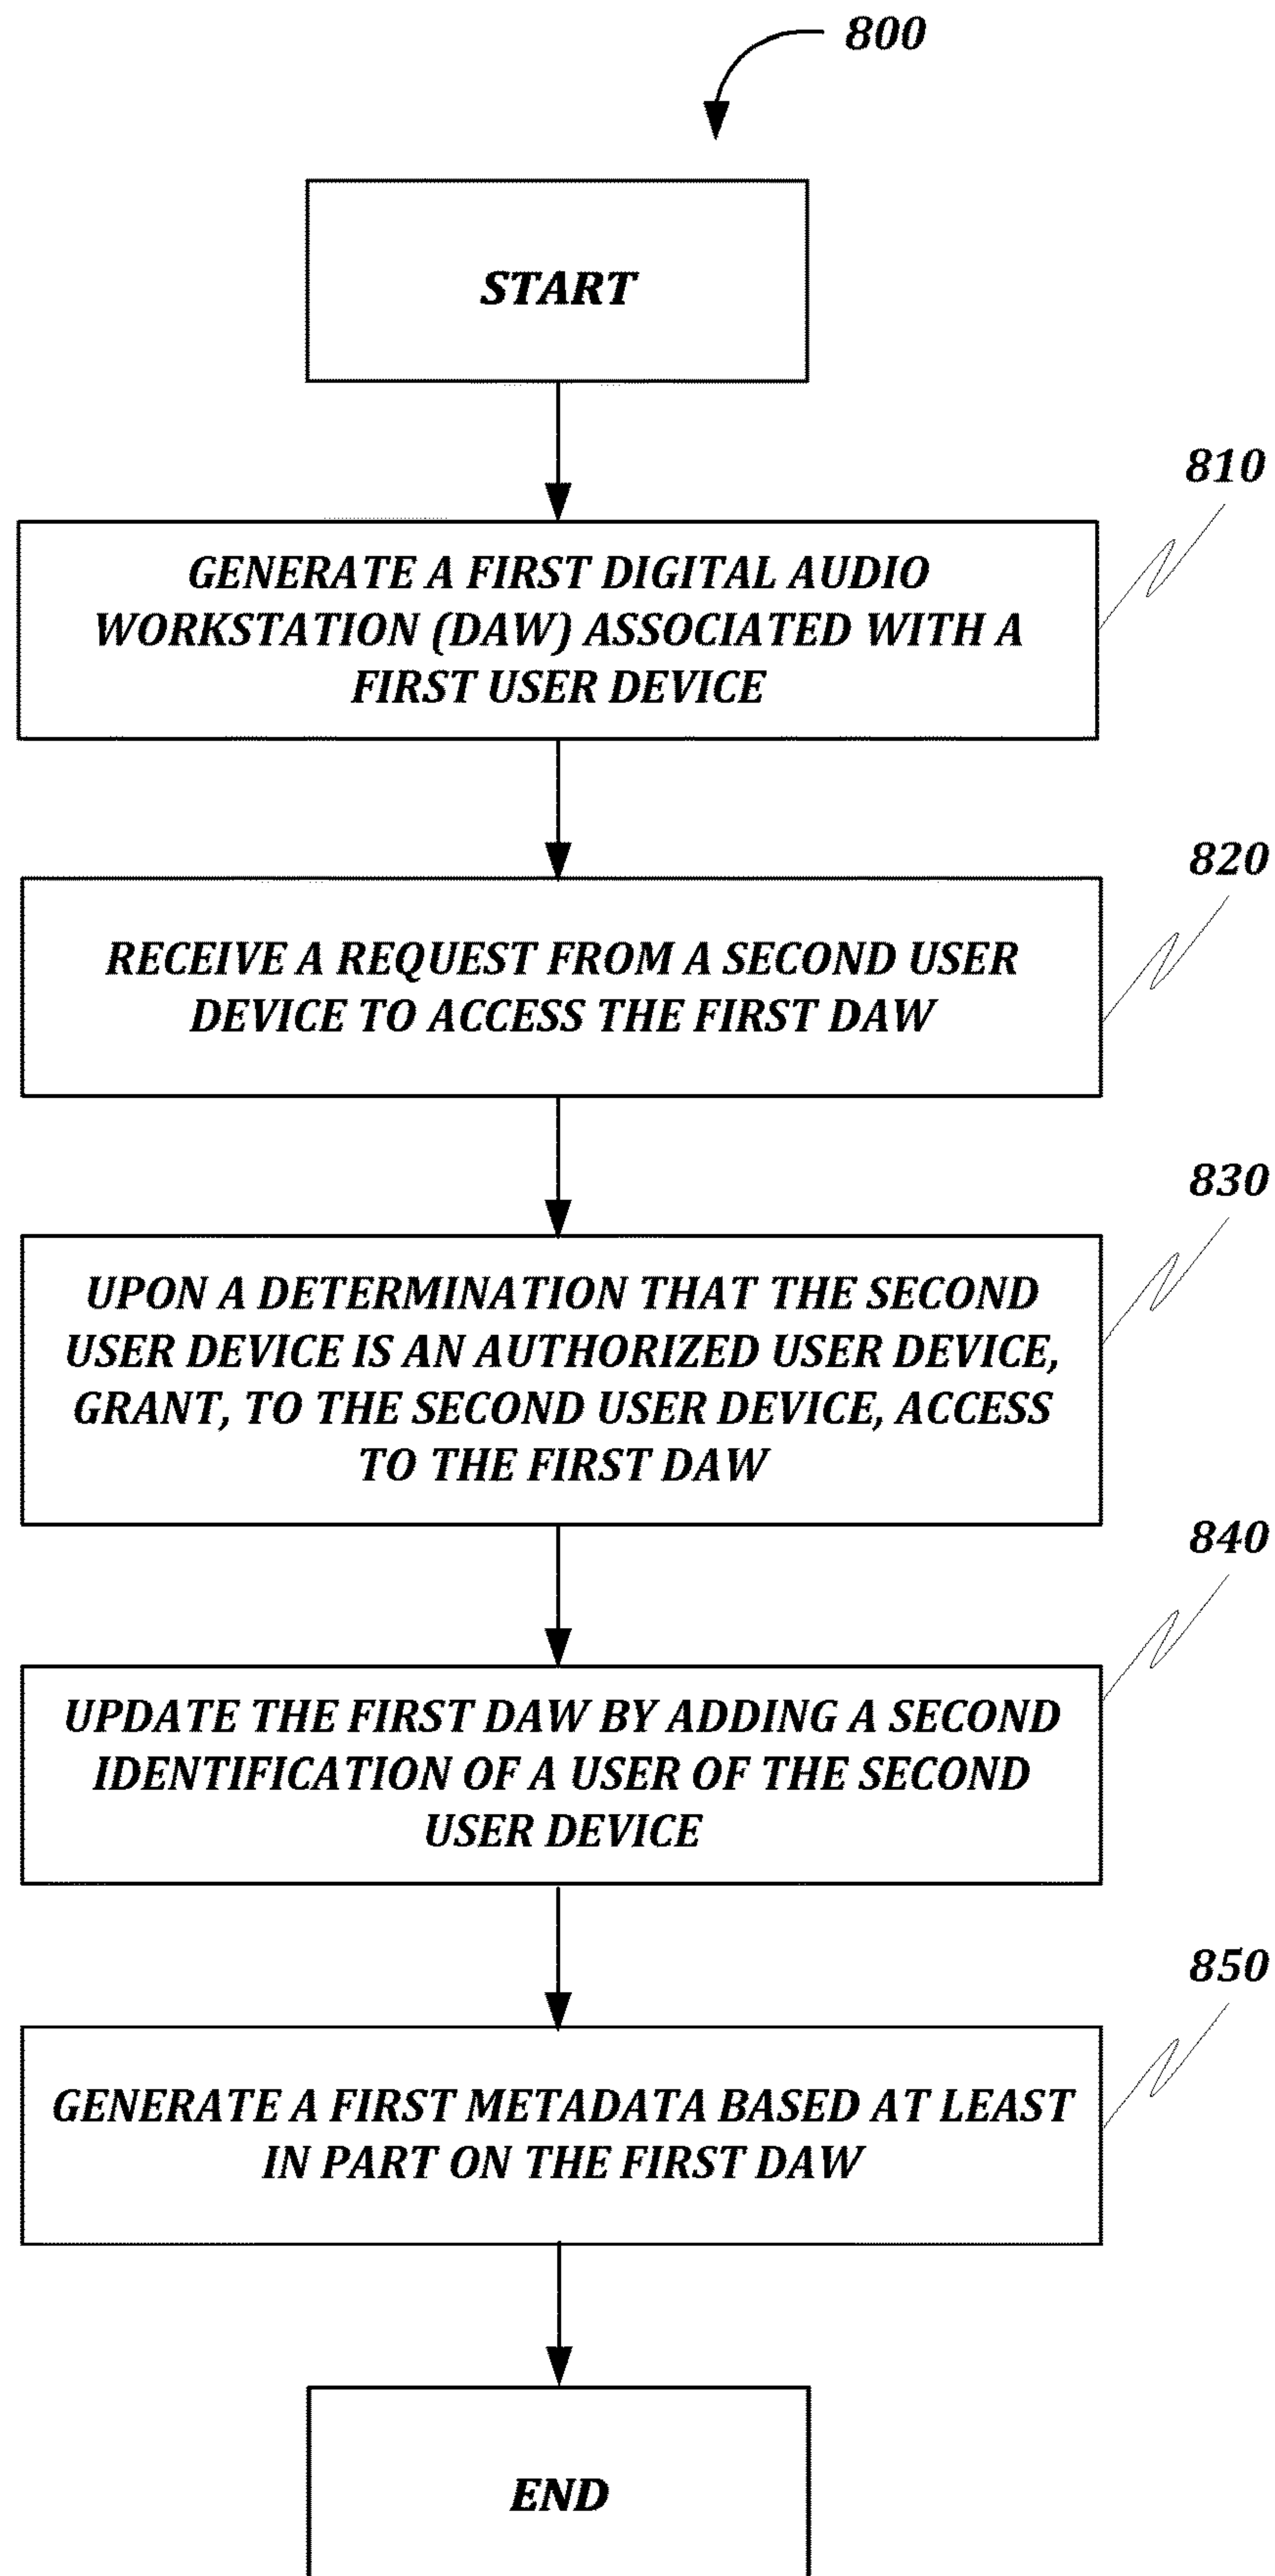 800
START
810
GENERATE A FIRST DIGITAL AUDIO
WORKSTATION (DAW) ASSOCIATED WITH A
FIRST USER DEVICE
820
RECEIVE A REQUEST FROM A SECOND USER
DEVICE TO ACCESS THE FIRST DAW
830
UPON A DETERMINATION THAT THE SECOND
USER DEVICE IS AN AUTHORIZED USER DEVICE,
GRANT, TO THE SECOND USER DEVICE, ACCESS
TO THE FIRST DAW
840
UPDATE THE FIRST DAW BY ADDING A SECOND
IDENTIFICATION OF A USER OF THE SECOND
USER DEVICE
850
GENERATE A FIRST METADATA BASED AT LEAST
IN PART ON THE FIRST DAW
END